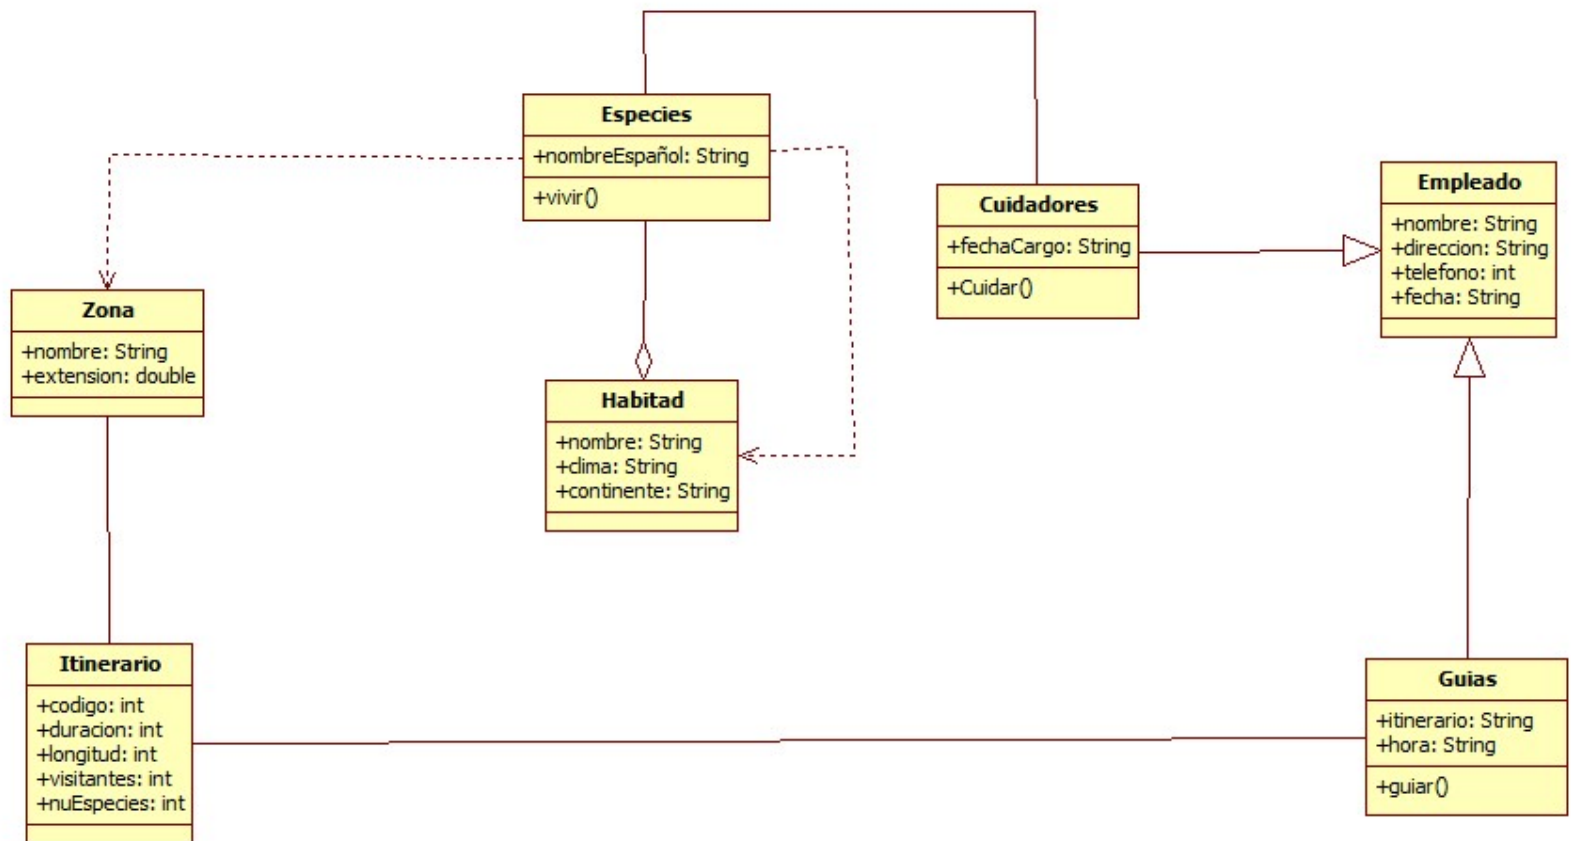 Especies
+nombreEspañol: String
+vivir()
Cuidadores
+fechaCargo: String
+Cuidar()
Empleado
+nombre: String
+direccion: String
+telefono: int
+fecha: String
Zona
+nombre: String
+extension: double
Habitad
+nombre: String
+clima: String
+continente: String
Itinerario
+codigo: int
+duracion: int
+longitud: int
+visitantes: int
+nuEspecies: int
Guias
+itinerario: String
+hora: String
+guiar()